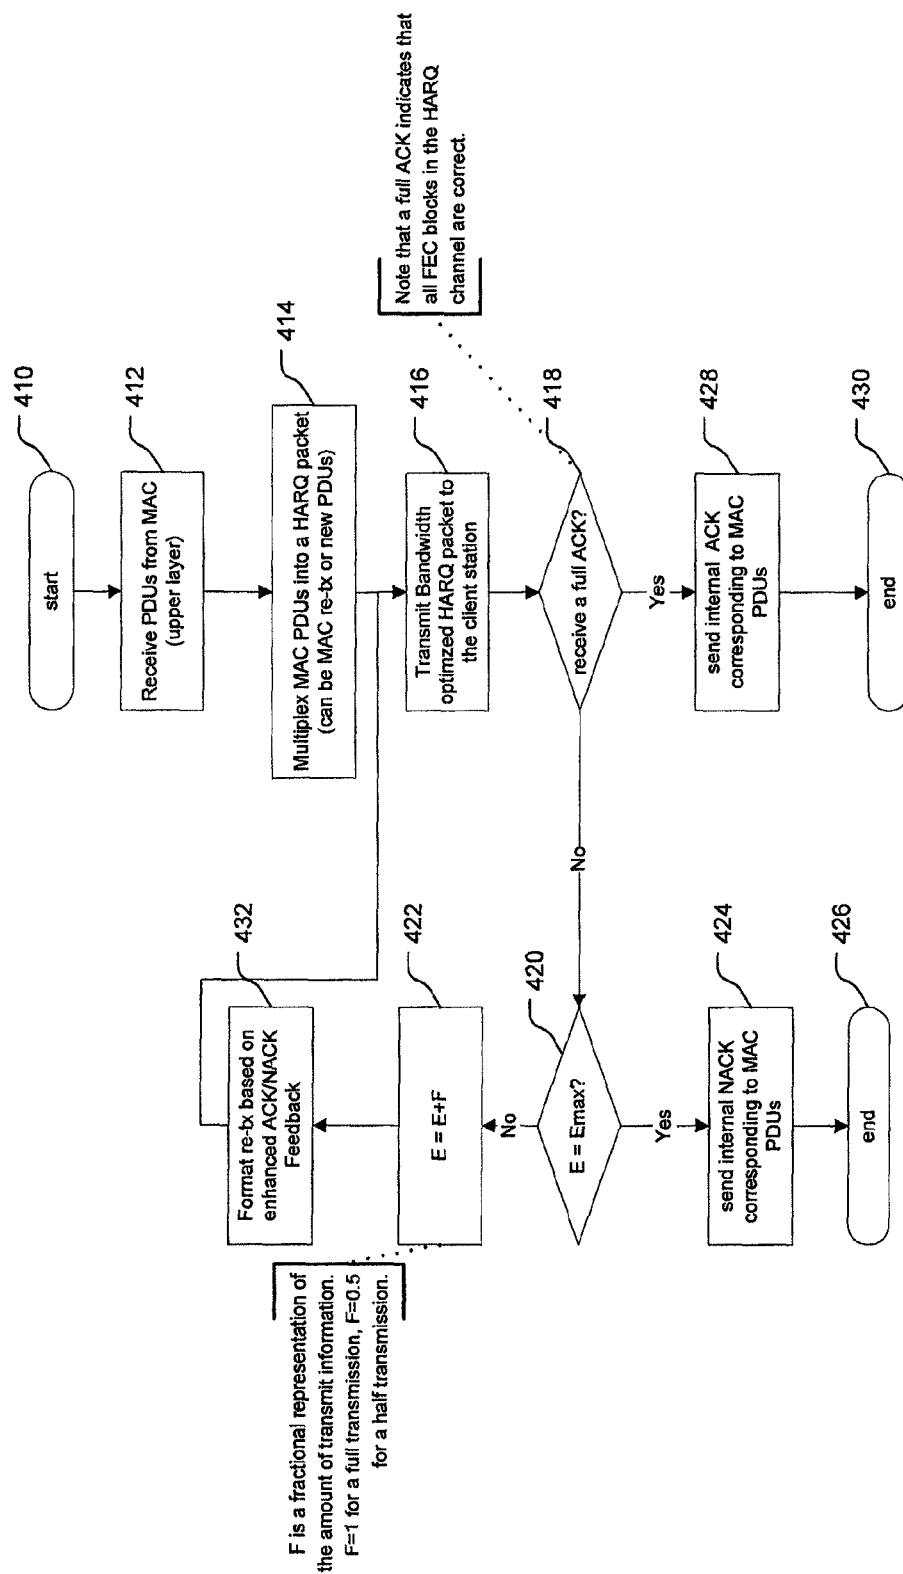 start
410
Receive PDUs from MAC
(upper layer)
412
Multiplex MAC PDUs into a HARQ packet
(can be MAC re-tx or new PDUs)
414
Transmit Bandwidth
optimzed HARQ packet to
the client station
416
receive a full ACK?
418
Note that a full ACK indicates that
all FEC blocks in the HARQ
channel are correct.
Yes
send internal ACK
corresponding to MAC
PDUs
428
end
430
No
E = Emax?
420
No
E = E+F
422
F is a fractional representation of
the amount of transmit information.
F=1 for a full transmission, F=0.5
for a half transmission.
Format re-tx based on
enhanced ACK/NACK
Feedback
432
Yes
send internal NACK
corresponding to MAC
PDUs
424
end
426